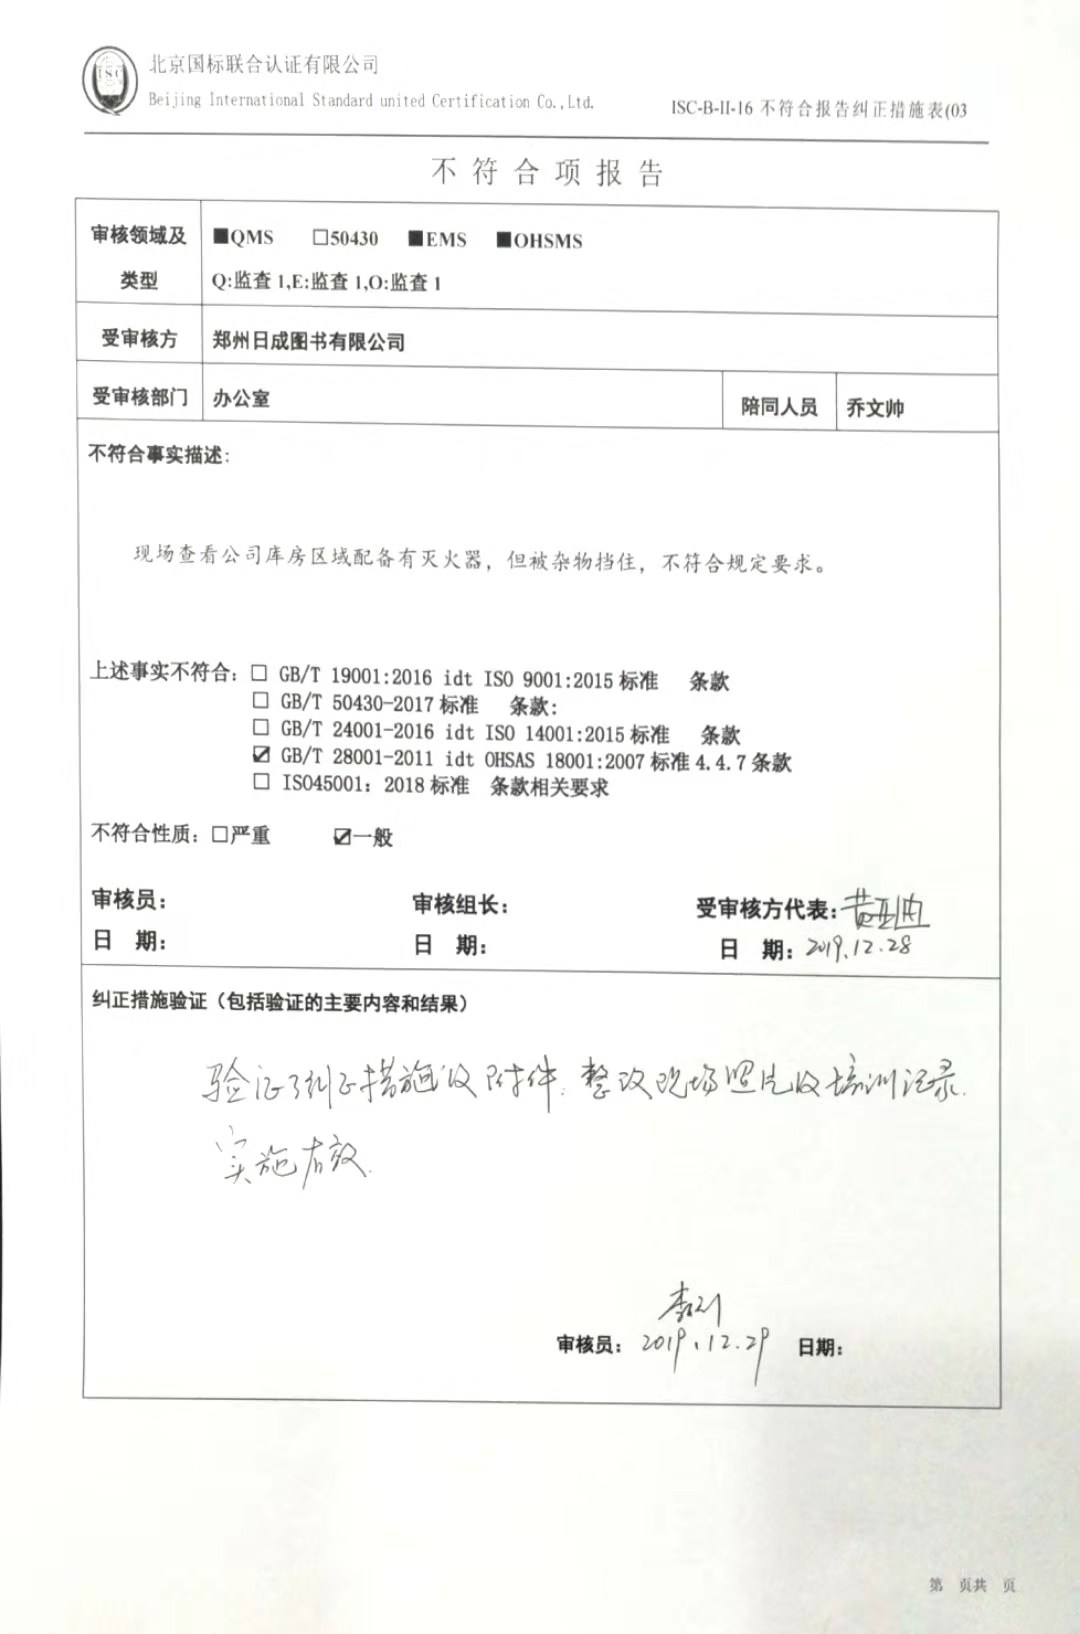 ISC
北京国标联合认证有限公司
Beijing International Standard united Certification Co.,Ltd.
ISC-B-II-16 不符合报告纠正措施表(03
不符合项报告
审核领域及类型
■QMS □50430 ■EMS ■OHSMS
Q:监查 1,E:监查 1,O:监查 1
受审核方 郑州日成图书有限公司
受审核部门 办公室 陪同人员 乔文帅
不符合事实描述:
现场查看公司库房区域配备有灭火器，但被杂物挡住，不符合规定要求。
上述事实不符合: □ GB/T 19001:2016 idt ISO 9001:2015 标准 条款
□ GB/T 50430-2017 标准 条款:
□ GB/T 24001-2016 idt ISO 14001:2015 标准 条款
☑ GB/T 28001-2011 idt OHSAS 18001:2007 标准 4.4.7 条款
□ ISO45001: 2018 标准 条款相关要求
不符合性质: □严重 ☑一般
审核员: 审核组长: 受审核方代表:
日 期: 日 期: 日 期: 2019.12.28
纠正措施验证（包括验证的主要内容和结果）
验证了纠正措施及附件.整改现场照片及培训记录.
实施有效.
审核员: 2019.12.29 日期:
第 页共 页